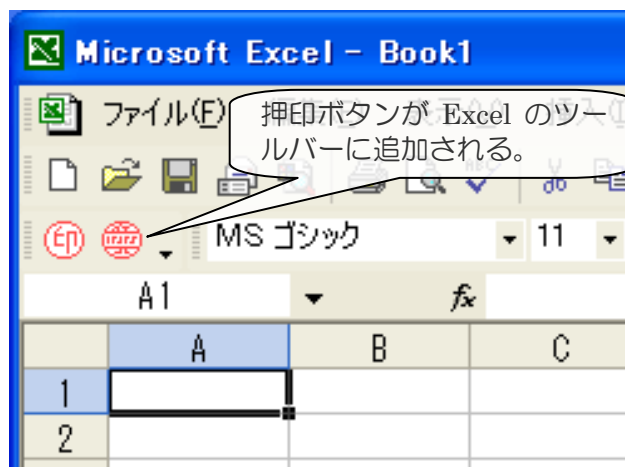 Microsoft Excel - Book1
ファイル(F)
押印ボタンが Excel のツー
ルバーに追加される。
印
MS ゴシック 11
A1 fx
A B C
1
2